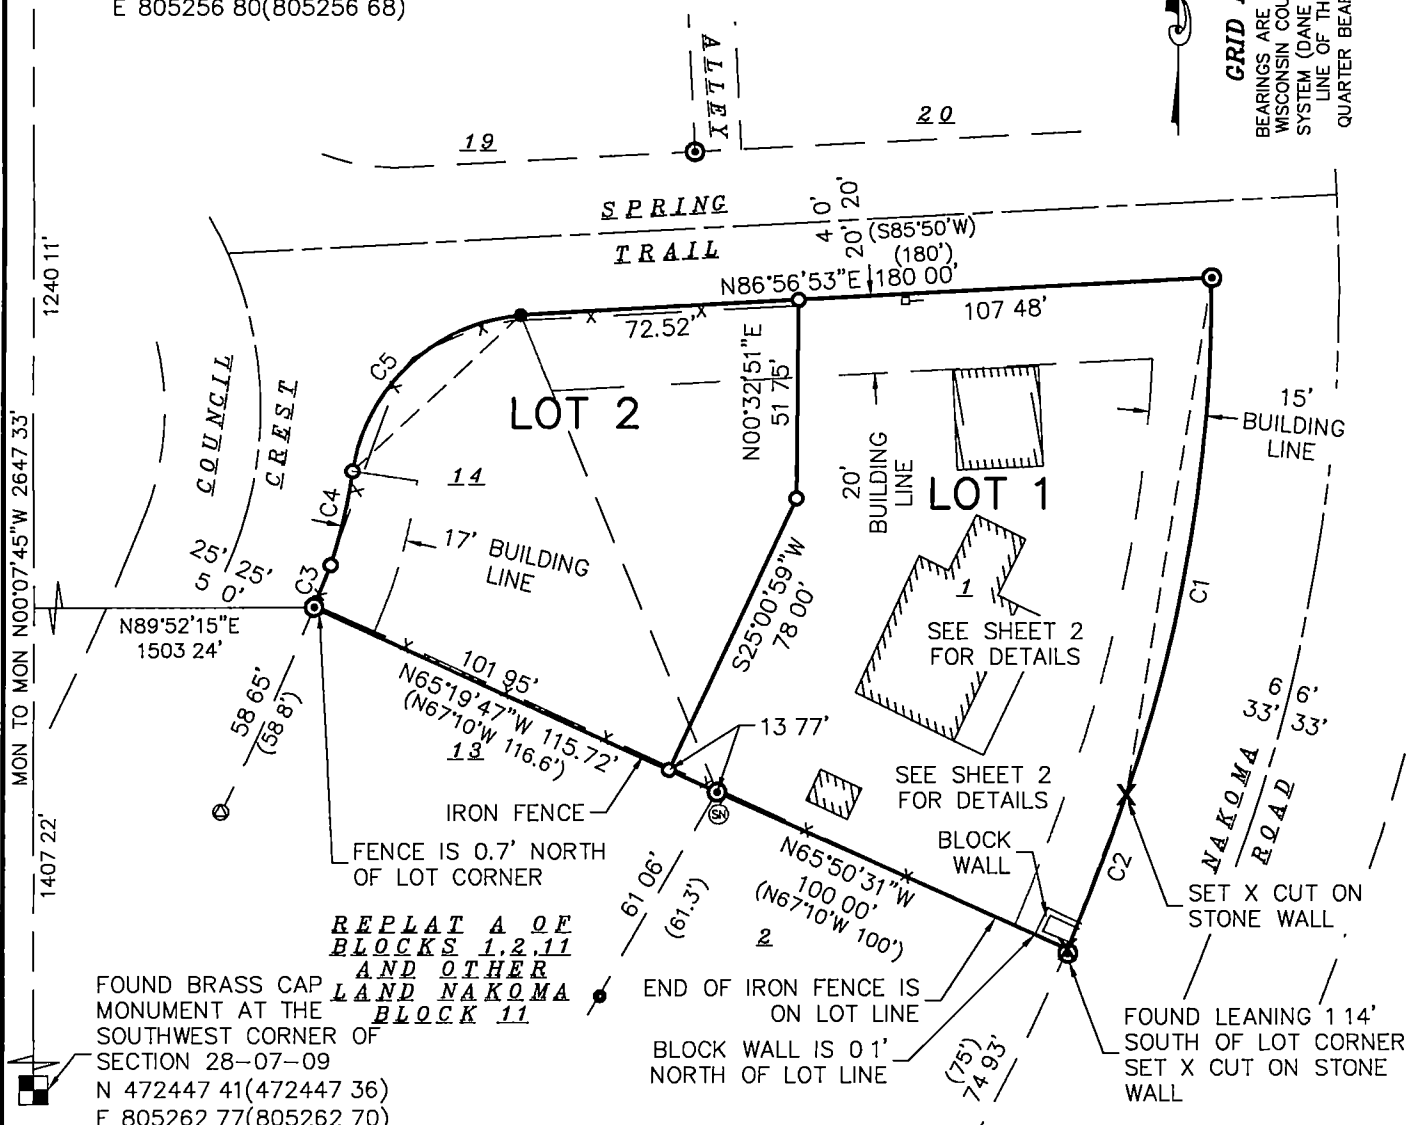 E 805256 80(805256 68)
ALLEY
GRID
BEARINGS ARE
WISCONSIN COU
SYSTEM (DANE
LINE OF TH
QUARTER BEAR
19
20
SPRING
TRAIL
4 0'
20' 20'
(S85°50'W)
(180')
N86°56'53"E 180 00'
72.52'
107 48'
1240 11'
COUNCIL
CREST
C5
LOT 2
N00°32'51"E
51 75'
20'
BUILDING
LINE
LOT 1
15'
BUILDING
LINE
MON TO MON N00°07'45"W 2647 33'
C4
14
17' BUILDING
LINE
25' 25'
5 0'
C3
N89°52'15"E
1503 24'
S25°00'59"W
78 00'
1
SEE SHEET 2
FOR DETAILS
C1
101 95'
N65°19'47"W 115.72'
(N67°10'W 116.6')
13
58 65'
(58 8')
13 77'
6 6'
33' 33'
NAKOMA
ROAD
SEE SHEET 2
FOR DETAILS
IRON FENCE
SN
BLOCK
WALL
N65°50'31"W
100 00'
(N67°10'W 100')
C2
FENCE IS 0.7' NORTH
OF LOT CORNER
1407 22'
61 06'
(61.3')
2
SET X CUT ON
STONE WALL
REPLAT A OF
BLOCKS 1,2,11
AND OTHER
LAND NAKOMA
BLOCK 11
FOUND BRASS CAP
MONUMENT AT THE
SOUTHWEST CORNER OF
SECTION 28-07-09
N 472447 41(472447 36)
E 805262 77(805262 70)
END OF IRON FENCE IS
ON LOT LINE
BLOCK WALL IS 0 1'
NORTH OF LOT LINE
(75')
74 93'
FOUND LEANING 1 14'
SOUTH OF LOT CORNER
SET X CUT ON STONE
WALL